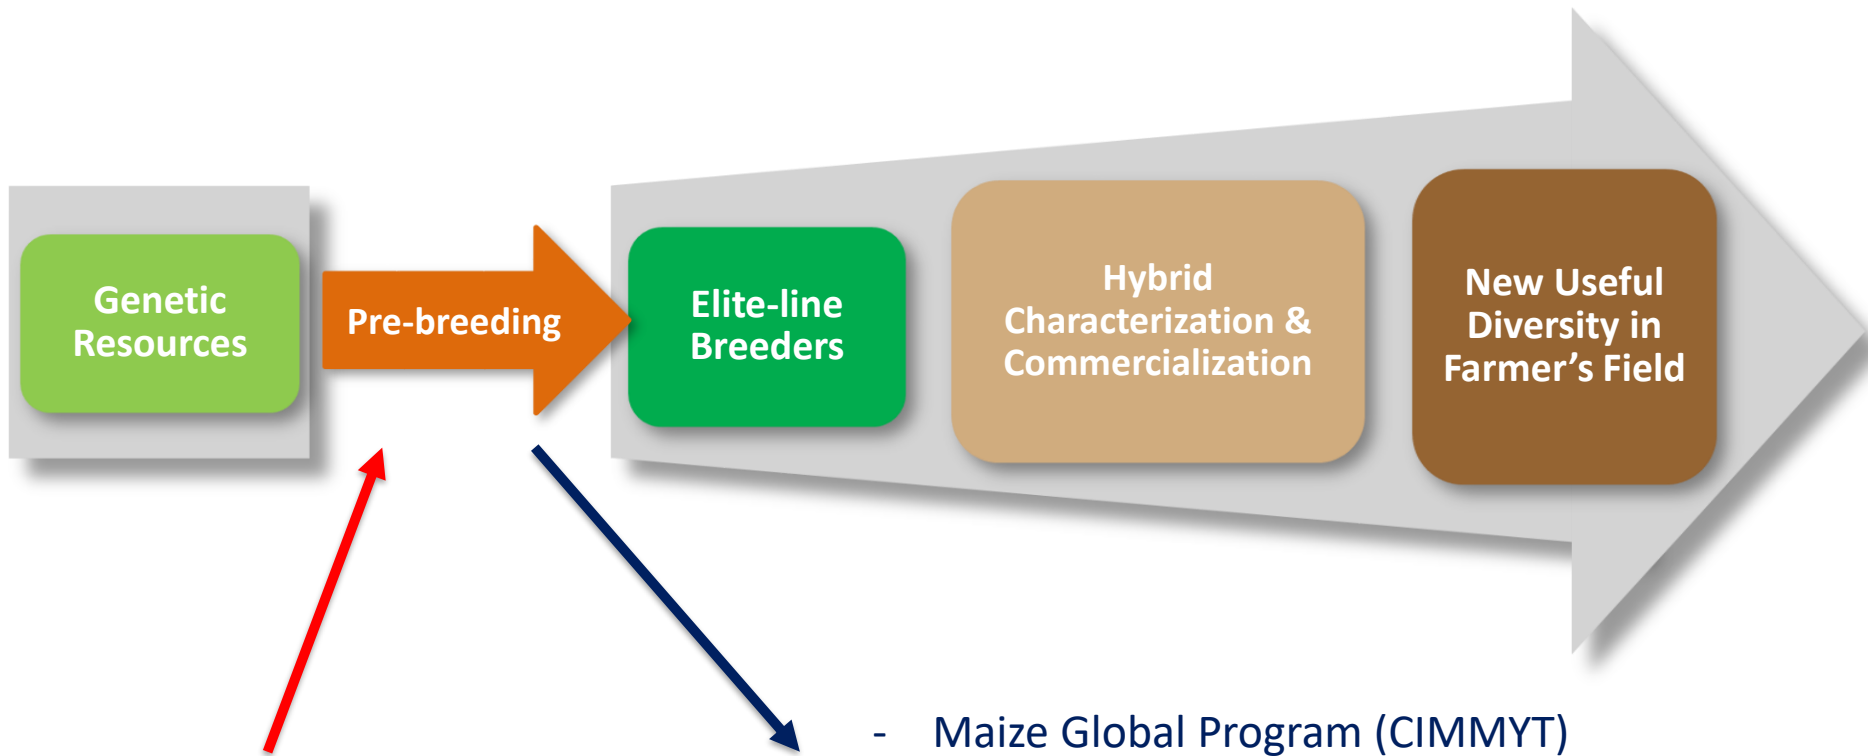 Genetic
Resources
Pre-breeding
Elite-line
Breeders
Hybrid
Characterization &
Commercialization
New Useful
Diversity in
Farmer’s Field
- Maize Global Program (CIMMYT)